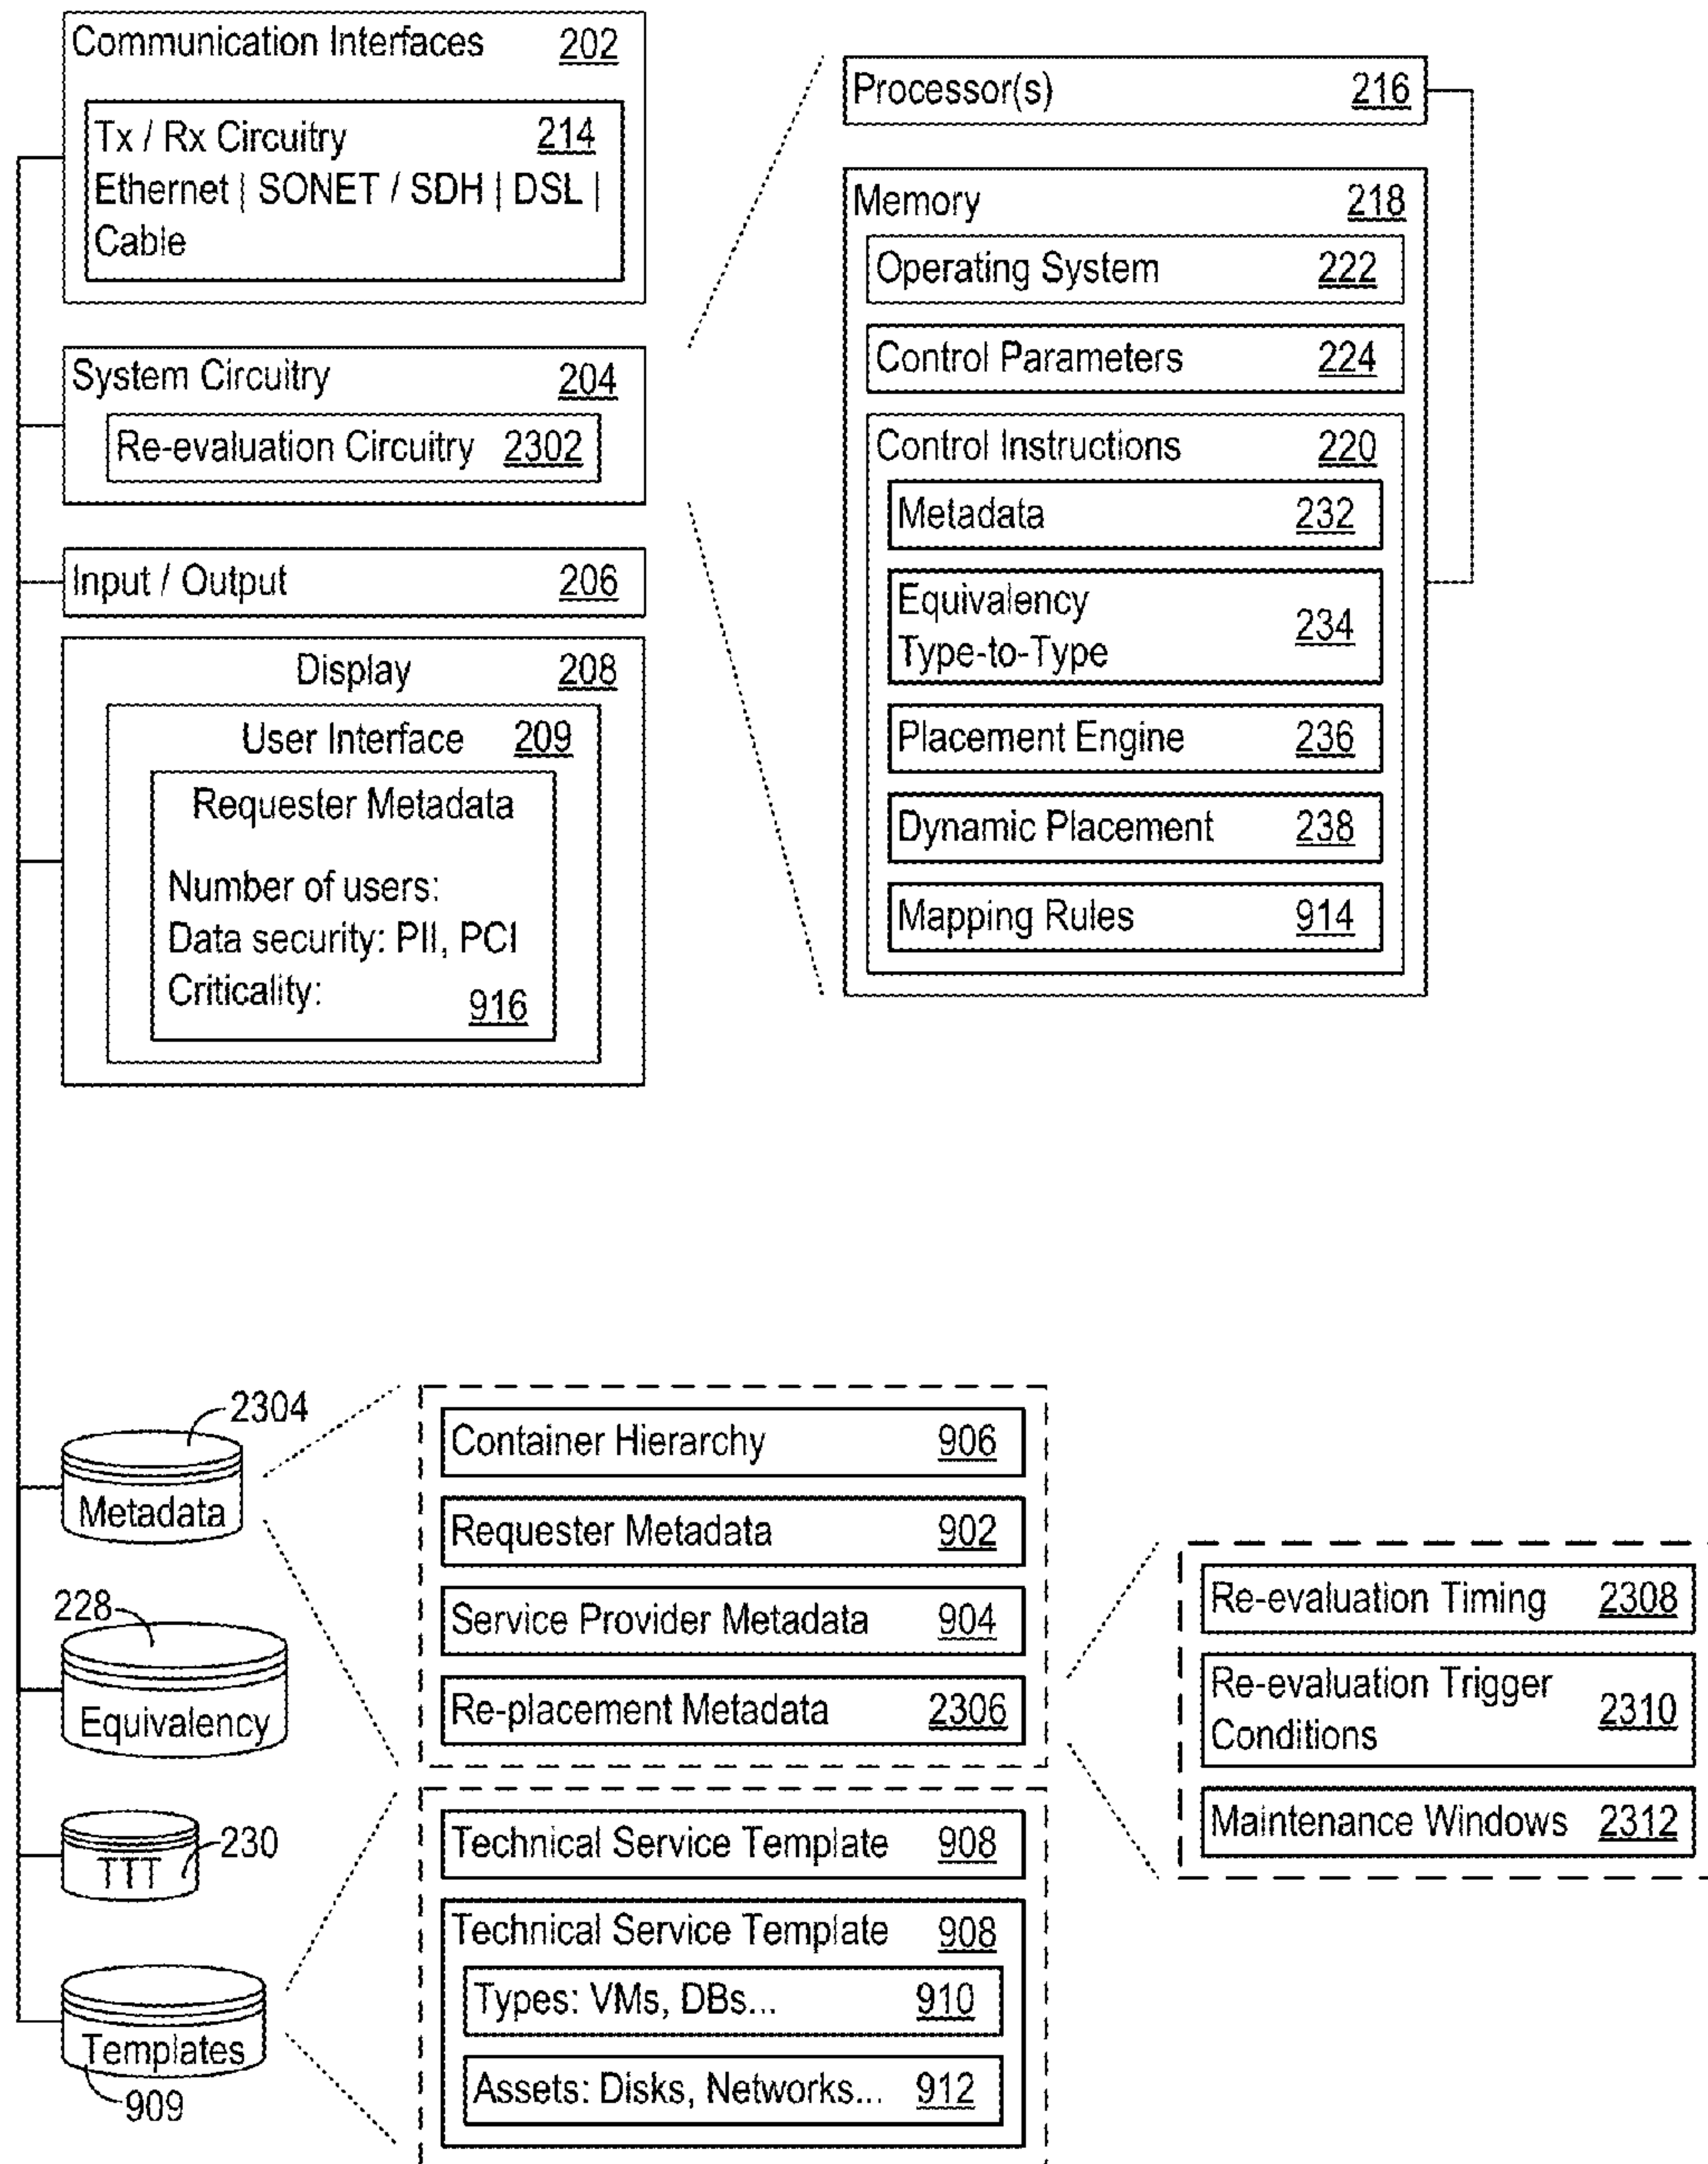 Communication Interfaces 202
Tx / Rx Circuitry 214
Ethernet | SONET / SDH | DSL |
Cable
System Circuitry 204
Re-evaluation Circuitry 2302
Input / Output 206
Display 208
User Interface 209
Requester Metadata
Number of users:
Data security: PII, PCI
Criticality:
916
Processor(s) 216
Memory 218
Operating System 222
Control Parameters 224
Control Instructions 220
Metadata 232
Equivalency
Type-to-Type
234
Placement Engine 236
Dynamic Placement 238
Mapping Rules 914
2304
Metadata
228
Equivalency
TTT
230
Templates
909
Container Hierarchy 906
Requester Metadata 902
Service Provider Metadata 904
Re-placement Metadata 2306
Technical Service Template 908
Technical Service Template 908
Types: VMs, DBs... 910
Assets: Disks, Networks... 912
Re-evaluation Timing 2308
Re-evaluation Trigger
Conditions
2310
Maintenance Windows 2312